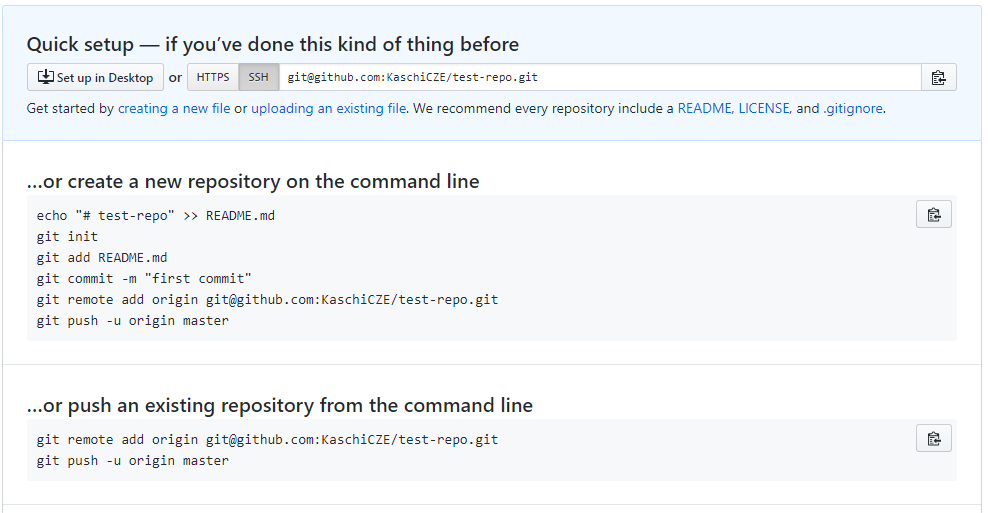 Quick setup — if you’ve done this kind of thing before
Set up in Desktop or HTTPS SSH git@github.com:KaschiCZE/test-repo.git
Get started by creating a new file or uploading an existing file. We recommend every repository include a README, LICENSE, and .gitignore.
…or create a new repository on the command line
echo "# test-repo" >> README.md
git init
git add README.md
git commit -m "first commit"
git remote add origin git@github.com:KaschiCZE/test-repo.git
git push -u origin master
…or push an existing repository from the command line
git remote add origin git@github.com:KaschiCZE/test-repo.git
git push -u origin master